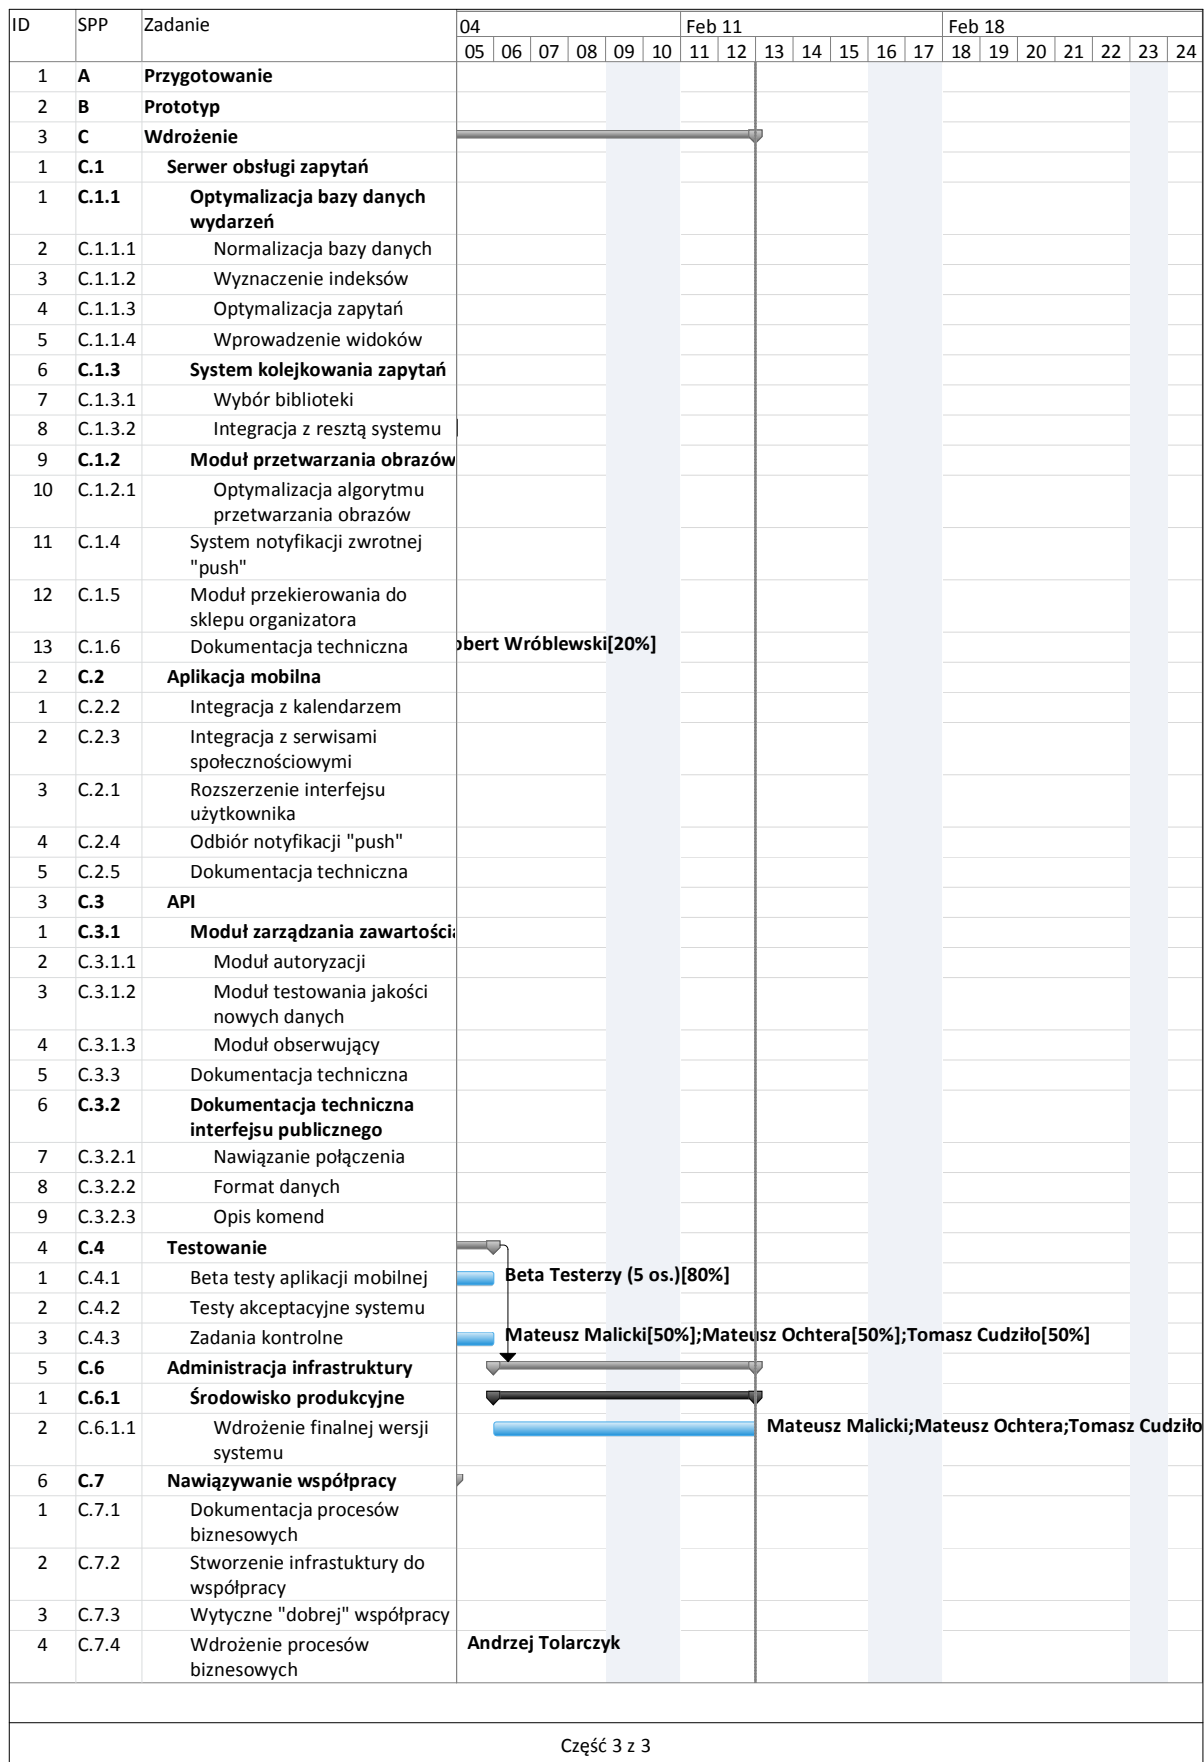 ID SPP Zadanie 04 Feb 11 Feb 18
05 06 07 08 09 10 11 12 13 14 15 16 17 18 19 20 21 22 23 24
1 A Przygotowanie
2 B Prototyp
3 C Wdrożenie
1 C.1 Serwer obsługi zapytań
1 C.1.1 Optymalizacja bazy danych
wydarzeń
2 C.1.1.1 Normalizacja bazy danych
3 C.1.1.2 Wyznaczenie indeksów
4 C.1.1.3 Optymalizacja zapytań
5 C.1.1.4 Wprowadzenie widoków
6 C.1.3 System kolejkowania zapytań
7 C.1.3.1 Wybór biblioteki
8 C.1.3.2 Integracja z resztą systemu
9 C.1.2 Moduł przetwarzania obrazów
10 C.1.2.1 Optymalizacja algorytmu
przetwarzania obrazów
11 C.1.4 System notyfikacji zwrotnej
"push"
12 C.1.5 Moduł przekierowania do
sklepu organizatora
13 C.1.6 Dokumentacja techniczna obert Wróblewski[20%]
2 C.2 Aplikacja mobilna
1 C.2.2 Integracja z kalendarzem
2 C.2.3 Integracja z serwisami
społecznościowymi
3 C.2.1 Rozszerzenie interfejsu
użytkownika
4 C.2.4 Odbiór notyfikacji "push"
5 C.2.5 Dokumentacja techniczna
3 C.3 API
1 C.3.1 Moduł zarządzania zawartości
2 C.3.1.1 Moduł autoryzacji
3 C.3.1.2 Moduł testowania jakości
nowych danych
4 C.3.1.3 Moduł obserwujący
5 C.3.3 Dokumentacja techniczna
6 C.3.2 Dokumentacja techniczna
interfejsu publicznego
7 C.3.2.1 Nawiązanie połączenia
8 C.3.2.2 Format danych
9 C.3.2.3 Opis komend
4 C.4 Testowanie
1 C.4.1 Beta testy aplikacji mobilnej Beta Testerzy (5 os.)[80%]
2 C.4.2 Testy akceptacyjne systemu
3 C.4.3 Zadania kontrolne Mateusz Malicki[50%];Mateusz Ochtera[50%];Tomasz Cudziło[50%]
5 C.6 Administracja infrastruktury
1 C.6.1 Środowisko produkcyjne
2 C.6.1.1 Wdrożenie finalnej wersji Mateusz Malicki;Mateusz Ochtera;Tomasz Cudziło
systemu
6 C.7 Nawiązywanie współpracy
1 C.7.1 Dokumentacja procesów
biznesowych
2 C.7.2 Stworzenie infrastuktury do
współpracy
3 C.7.3 Wytyczne "dobrej" współpracy
4 C.7.4 Wdrożenie procesów Andrzej Tolarczyk
biznesowych
Część 3 z 3